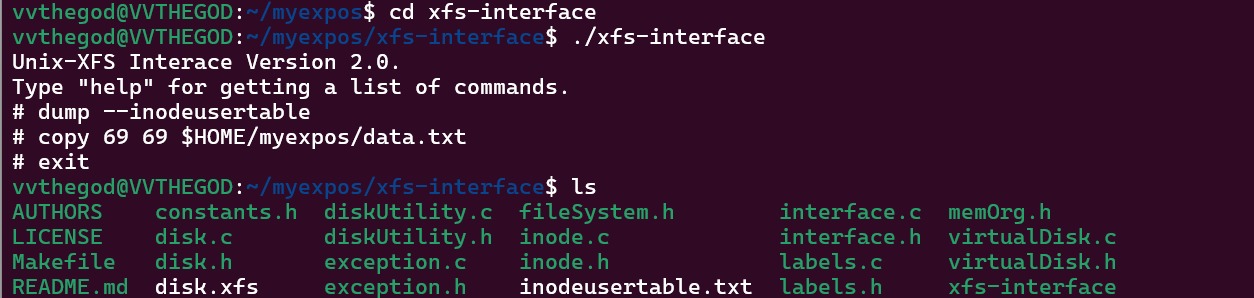 vvthegod@VVTHEGOD:~/myexpos$ cd xfs-interface
vvthegod@VVTHEGOD:~/myexpos/xfs-interface$ ./xfs-interface
Unix-XFS Interace Version 2.0.
Type "help" for getting a list of commands.
# dump --inodeusertable
# copy 69 69 $HOME/myexpos/data.txt
# exit
vvthegod@VVTHEGOD:~/myexpos/xfs-interface$ ls
AUTHORS    constants.h  diskUtility.c  fileSystem.h        interface.c  memOrg.h
LICENSE    disk.c       diskUtility.h  inode.c             interface.h  virtualDisk.c
Makefile   disk.h       exception.c    inode.h             labels.c     virtualDisk.h
README.md  disk.xfs     exception.h    inodeusertable.txt  labels.h     xfs-interface